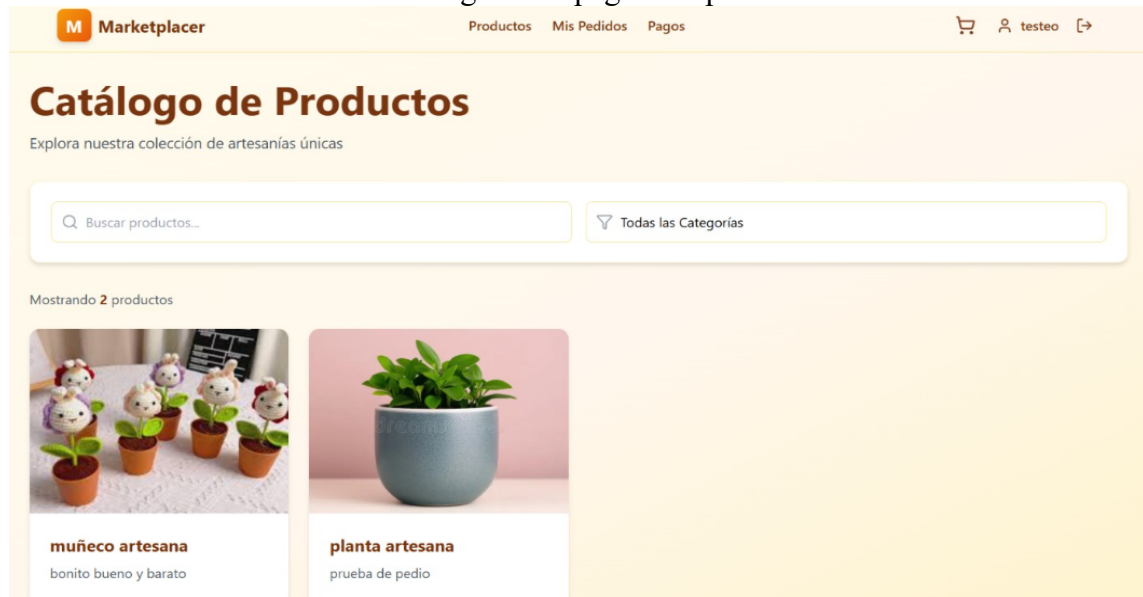 M Marketplacer Productos Mis Pedidos Pagos testeo
Catálogo de Productos
Explora nuestra colección de artesanías únicas
Buscar productos... Todas las Categorías
Mostrando 2 productos
muñeco artesana planta artesana
bonito bueno y barato prueba de pedio